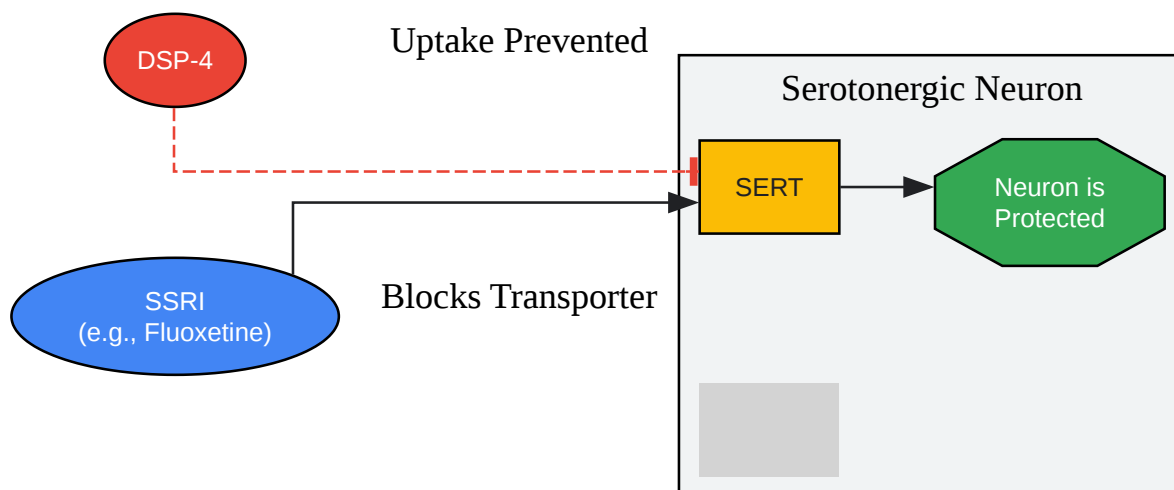 DSP-4
Uptake Prevented
Serotonergic Neuron
SERT
Neuron is
Protected
SSRI
(e.g., Fluoxetine)
Blocks Transporter